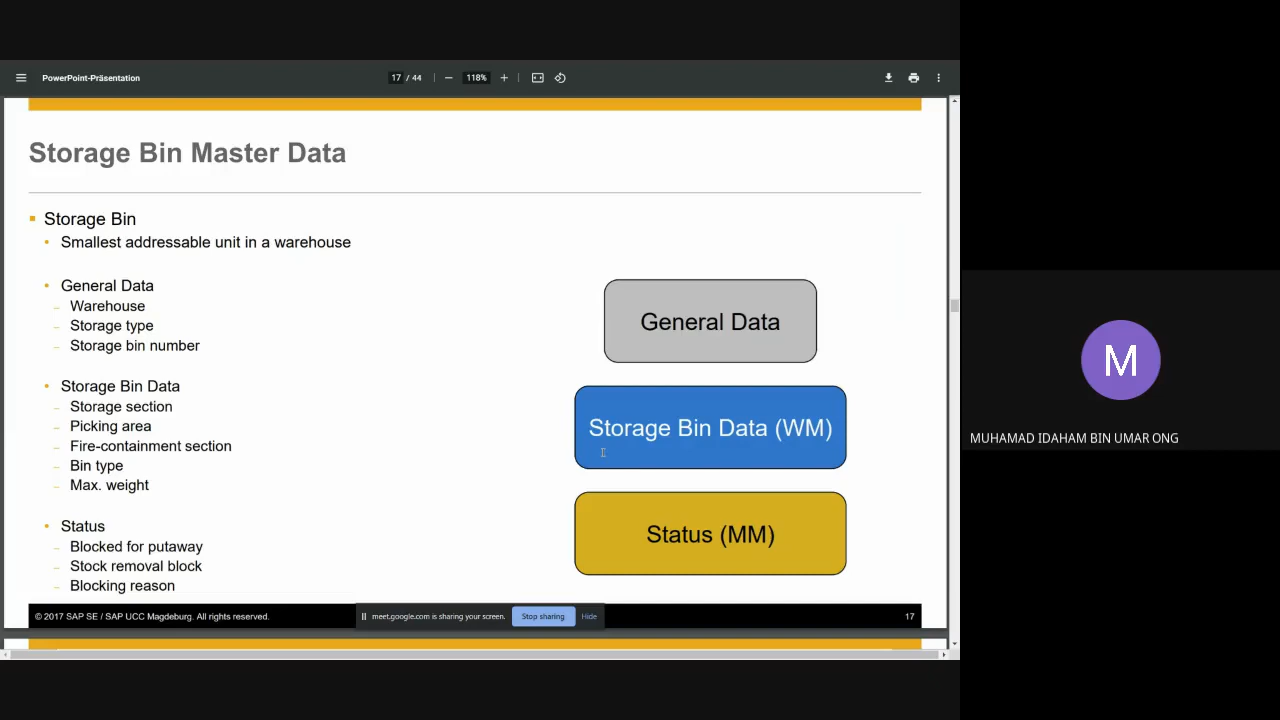 PowerPoint-Präsentation
17 / 44
118%
Storage Bin Master Data
Storage Bin
Smallest addressable unit in a warehouse
General Data
Warehouse
Storage type
Storage bin number
Storage Bin Data
Storage section
Picking area
Fire-containment section
Bin type
Max. weight
Status
Blocked for putaway
Stock removal block
Blocking reason
General Data
Storage Bin Data (WM)
Status (MM)
© 2017 SAP SE / SAP UCC Magdeburg. All rights reserved.
meet.google.com is sharing your screen.
Stop sharing
Hide
17
M
MUHAMAD IDAHAM BIN UMAR ONG